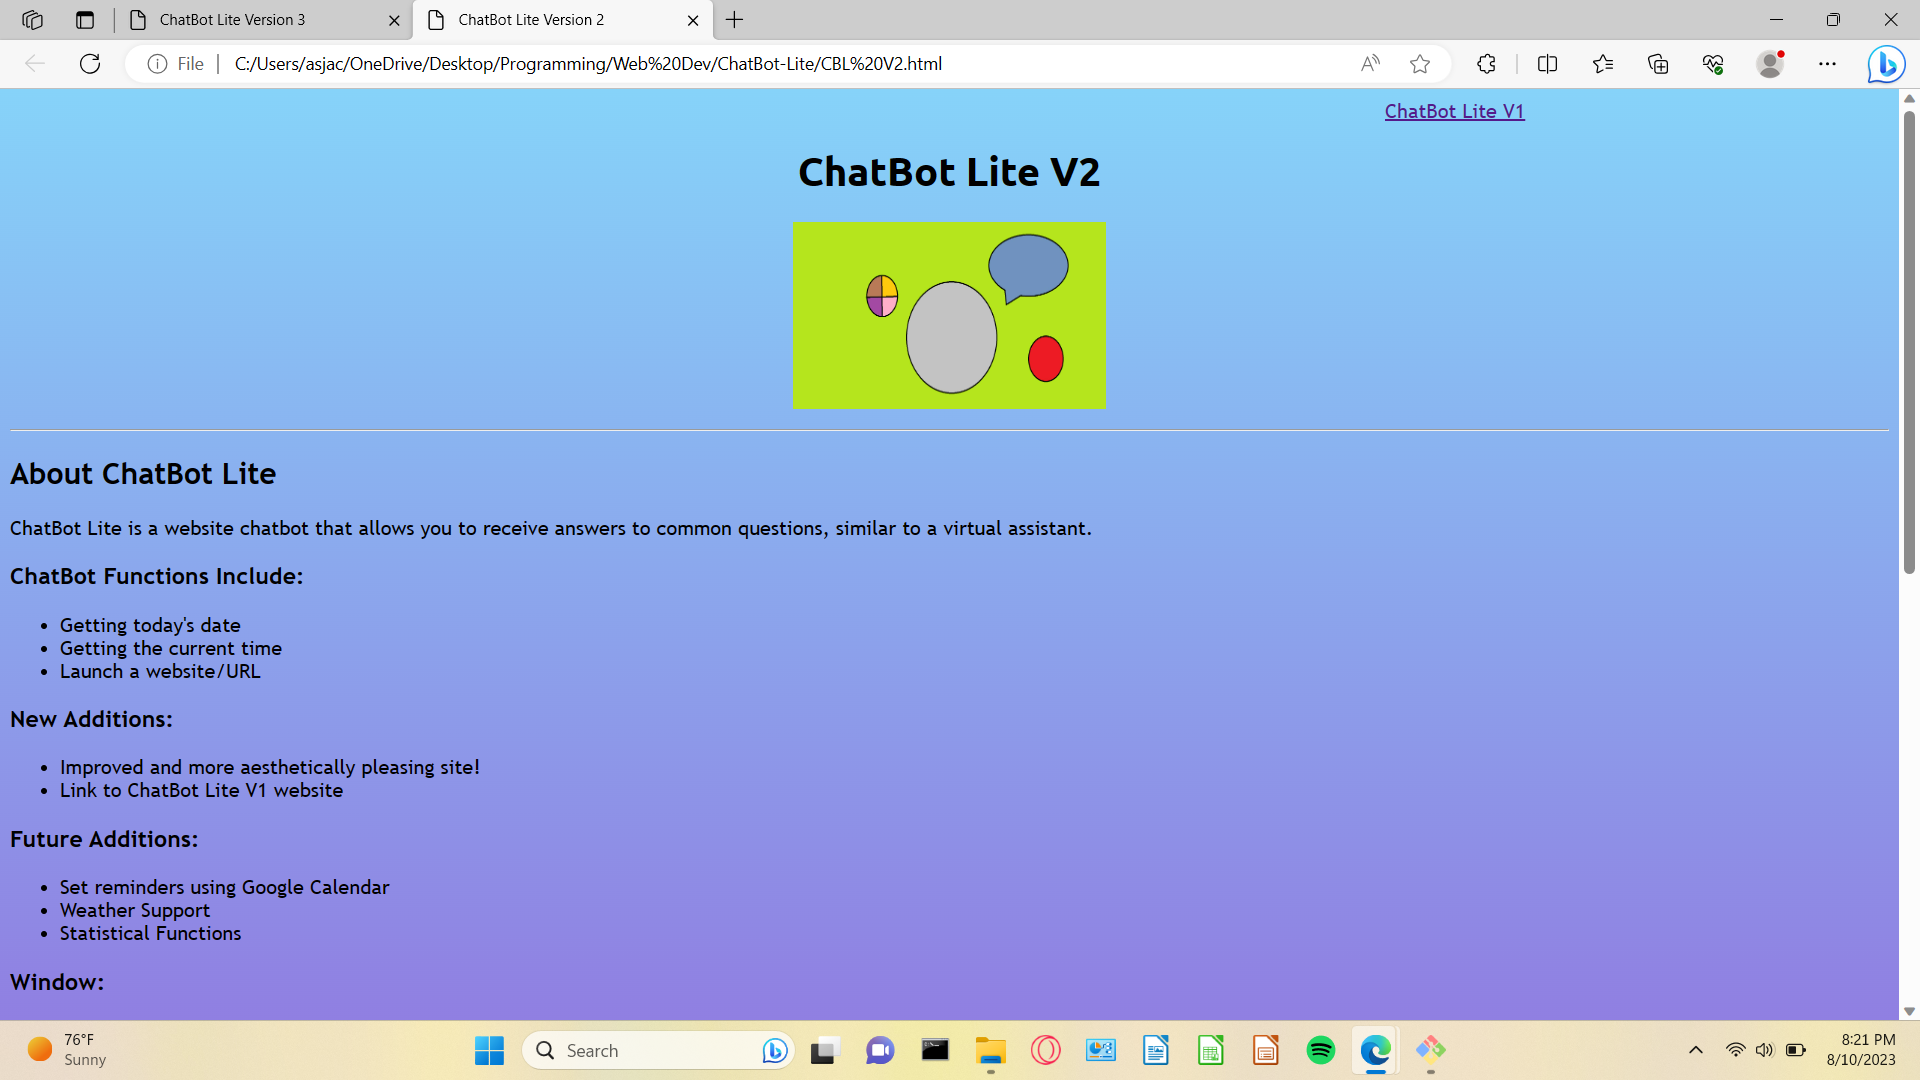 ChatBot Lite Version 3
ChatBot Lite Version 2
File
C:/Users/asjac/OneDrive/Desktop/Programming/Web%20Dev/ChatBot-Lite/CBL%20V2.html
ChatBot Lite V1
ChatBot Lite V2
About ChatBot Lite
ChatBot Lite is a website chatbot that allows you to receive answers to common questions, similar to a virtual assistant.
ChatBot Functions Include:
• Getting today's date
• Getting the current time
• Launch a website/URL
New Additions:
• Improved and more aesthetically pleasing site!
• Link to ChatBot Lite V1 website
Future Additions:
• Set reminders using Google Calendar
• Weather Support
• Statistical Functions
Window:
76°F
Sunny
Search
8:21 PM
8/10/2023